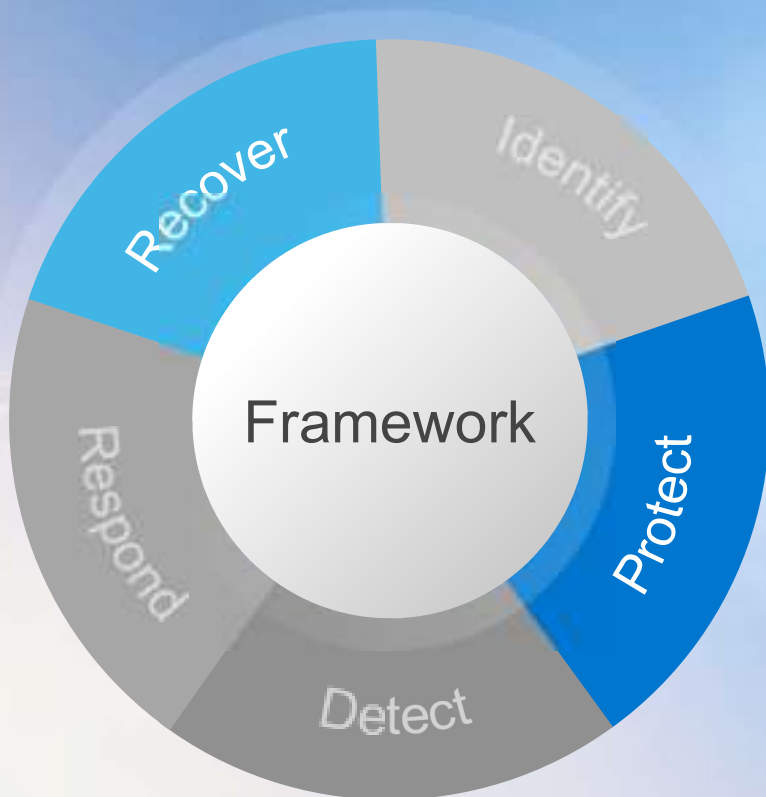 Identify
Protect
Detect
Respond
Recover
Framework